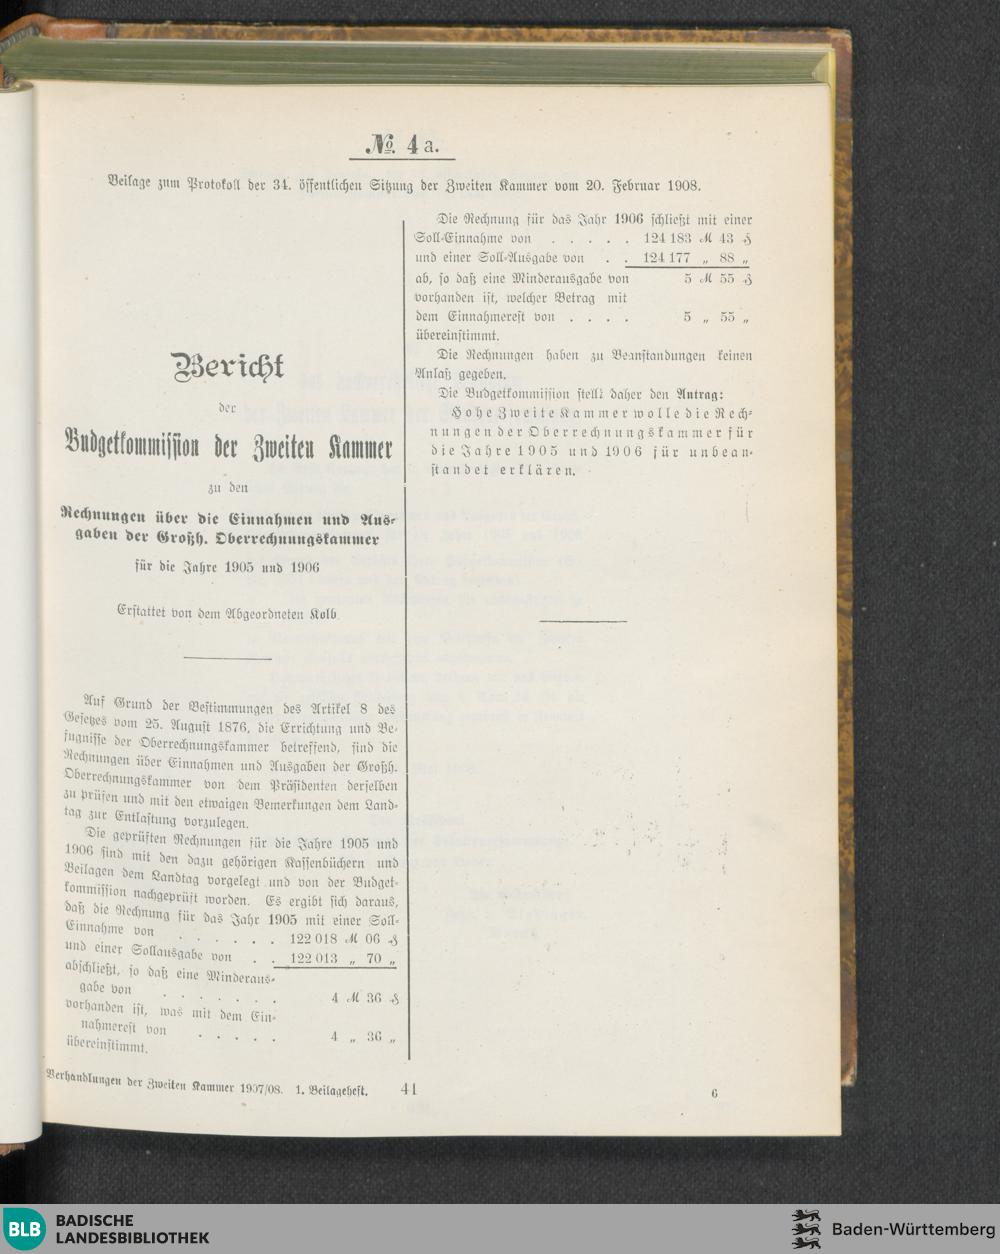 № 4a.
Beilage zum Protokoll der 34. öffentlichen Sitzung der Zweiten Kammer vom 20. Februar 1908.
Bericht
der
Budgetkommission der Zweiten Kammer
zu den
Rechnungen über die Einnahmen und Aus-
gaben der Großh. Oberrechnungskammer
für die Jahre 1905 und 1906
Erstattet von dem Abgeordneten Kolb.
Auf Grund der Bestimmungen des Artikel 8 des
Gesetzes vom 25. August 1876, die Errichtung und Be-
fugnisse der Oberrechnungskammer betreffend, sind die
Rechnungen über Einnahmen und Ausgaben der Großh.
Oberrechnungskammer von dem Präsidenten derselben
zu prüfen und mit den etwaigen Bemerkungen dem Land-
tag zur Entlastung vorzulegen.
Die geprüften Rechnungen für die Jahre 1905 und
1906 sind mit den dazu gehörigen Kassenbüchern und
Beilagen dem Landtag vorgelegt und von der Budget-
kommission nachgeprüft worden. Es ergibt sich daraus,
daß die Rechnung für das Jahr 1905 mit einer Soll-
Einnahme von . . . . . . 122 018 ℳ 06 ₰
und einer Sollausgabe von . . 122 013 „ 70 „
abschließt, so daß eine Minderaus-
gabe von . . . . . . . 4 ℳ 36 ₰
vorhanden ist, was mit dem Ein-
nahmerest von . . . . . 4 „ 36 „
übereinstimmt.
Die Rechnung für das Jahr 1906 schließt mit einer
Soll-Einnahme von . . . . . 124 183 ℳ 43 ₰
und einer Soll-Ausgabe von . . 124 177 „ 88 „
ab, so daß eine Minderausgabe von 5 ℳ 55 ₰
vorhanden ist, welcher Betrag mit
dem Einnahmerest von . . . . 5 „ 55 „
übereinstimmt.
Die Rechnungen haben zu Beanstandungen keinen
Anlaß gegeben.
Die Budgetkommission stellt daher den Antrag:
Hohe Zweite Kammer wolle die Rech-
nungen der Oberrechnungskammer für
die Jahre 1905 und 1906 für unbean-
standet erklären.
Verhandlungen der Zweiten Kammer 1907/08. 1. Beilageheft. 41 6
BLB BADISCHE
LANDESBIBLIOTHEK
Baden-Württemberg